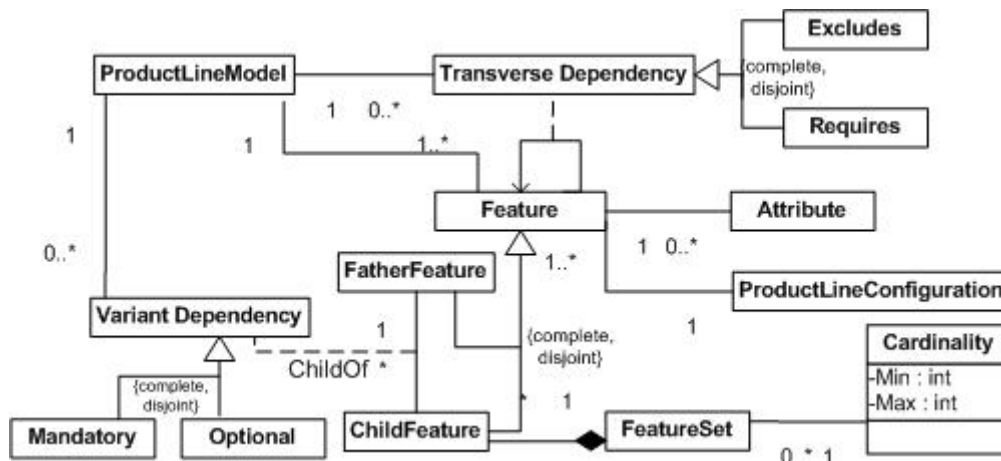 Excludes
ProductLineModel
Transverse Dependency
{complete,
disjoint}
1
0..*
Requires
1
1
1..*
Feature
Attribute
1
0..*
0..*
1..*
FatherFeature
ProductLineConfiguration
Variant Dependency
1
1
{complete,
disjoint}
Cardinality
-Min : int
-Max : int
ChildOf
*
{complete,
disjoint}
*
1
Mandatory
Optional
ChildFeature
FeatureSet
0..*
1